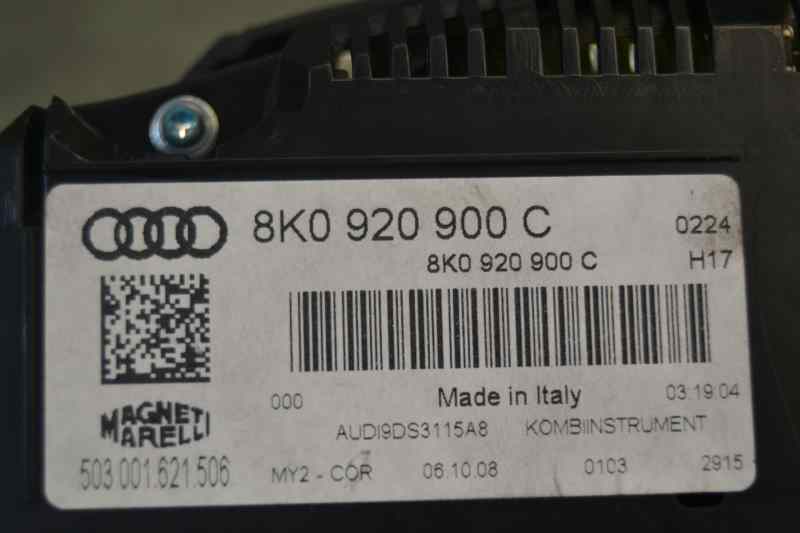 8K0 920 900 C
0224
8K0 920 900 C
H17
000
Made in Italy
03.19.04
MAGNETI
MARELLI
AUDI9DS3115A8
KOMBIINSTRUMENT
503 001.621.506
MY2 - COR
06.10.08
0103
2915